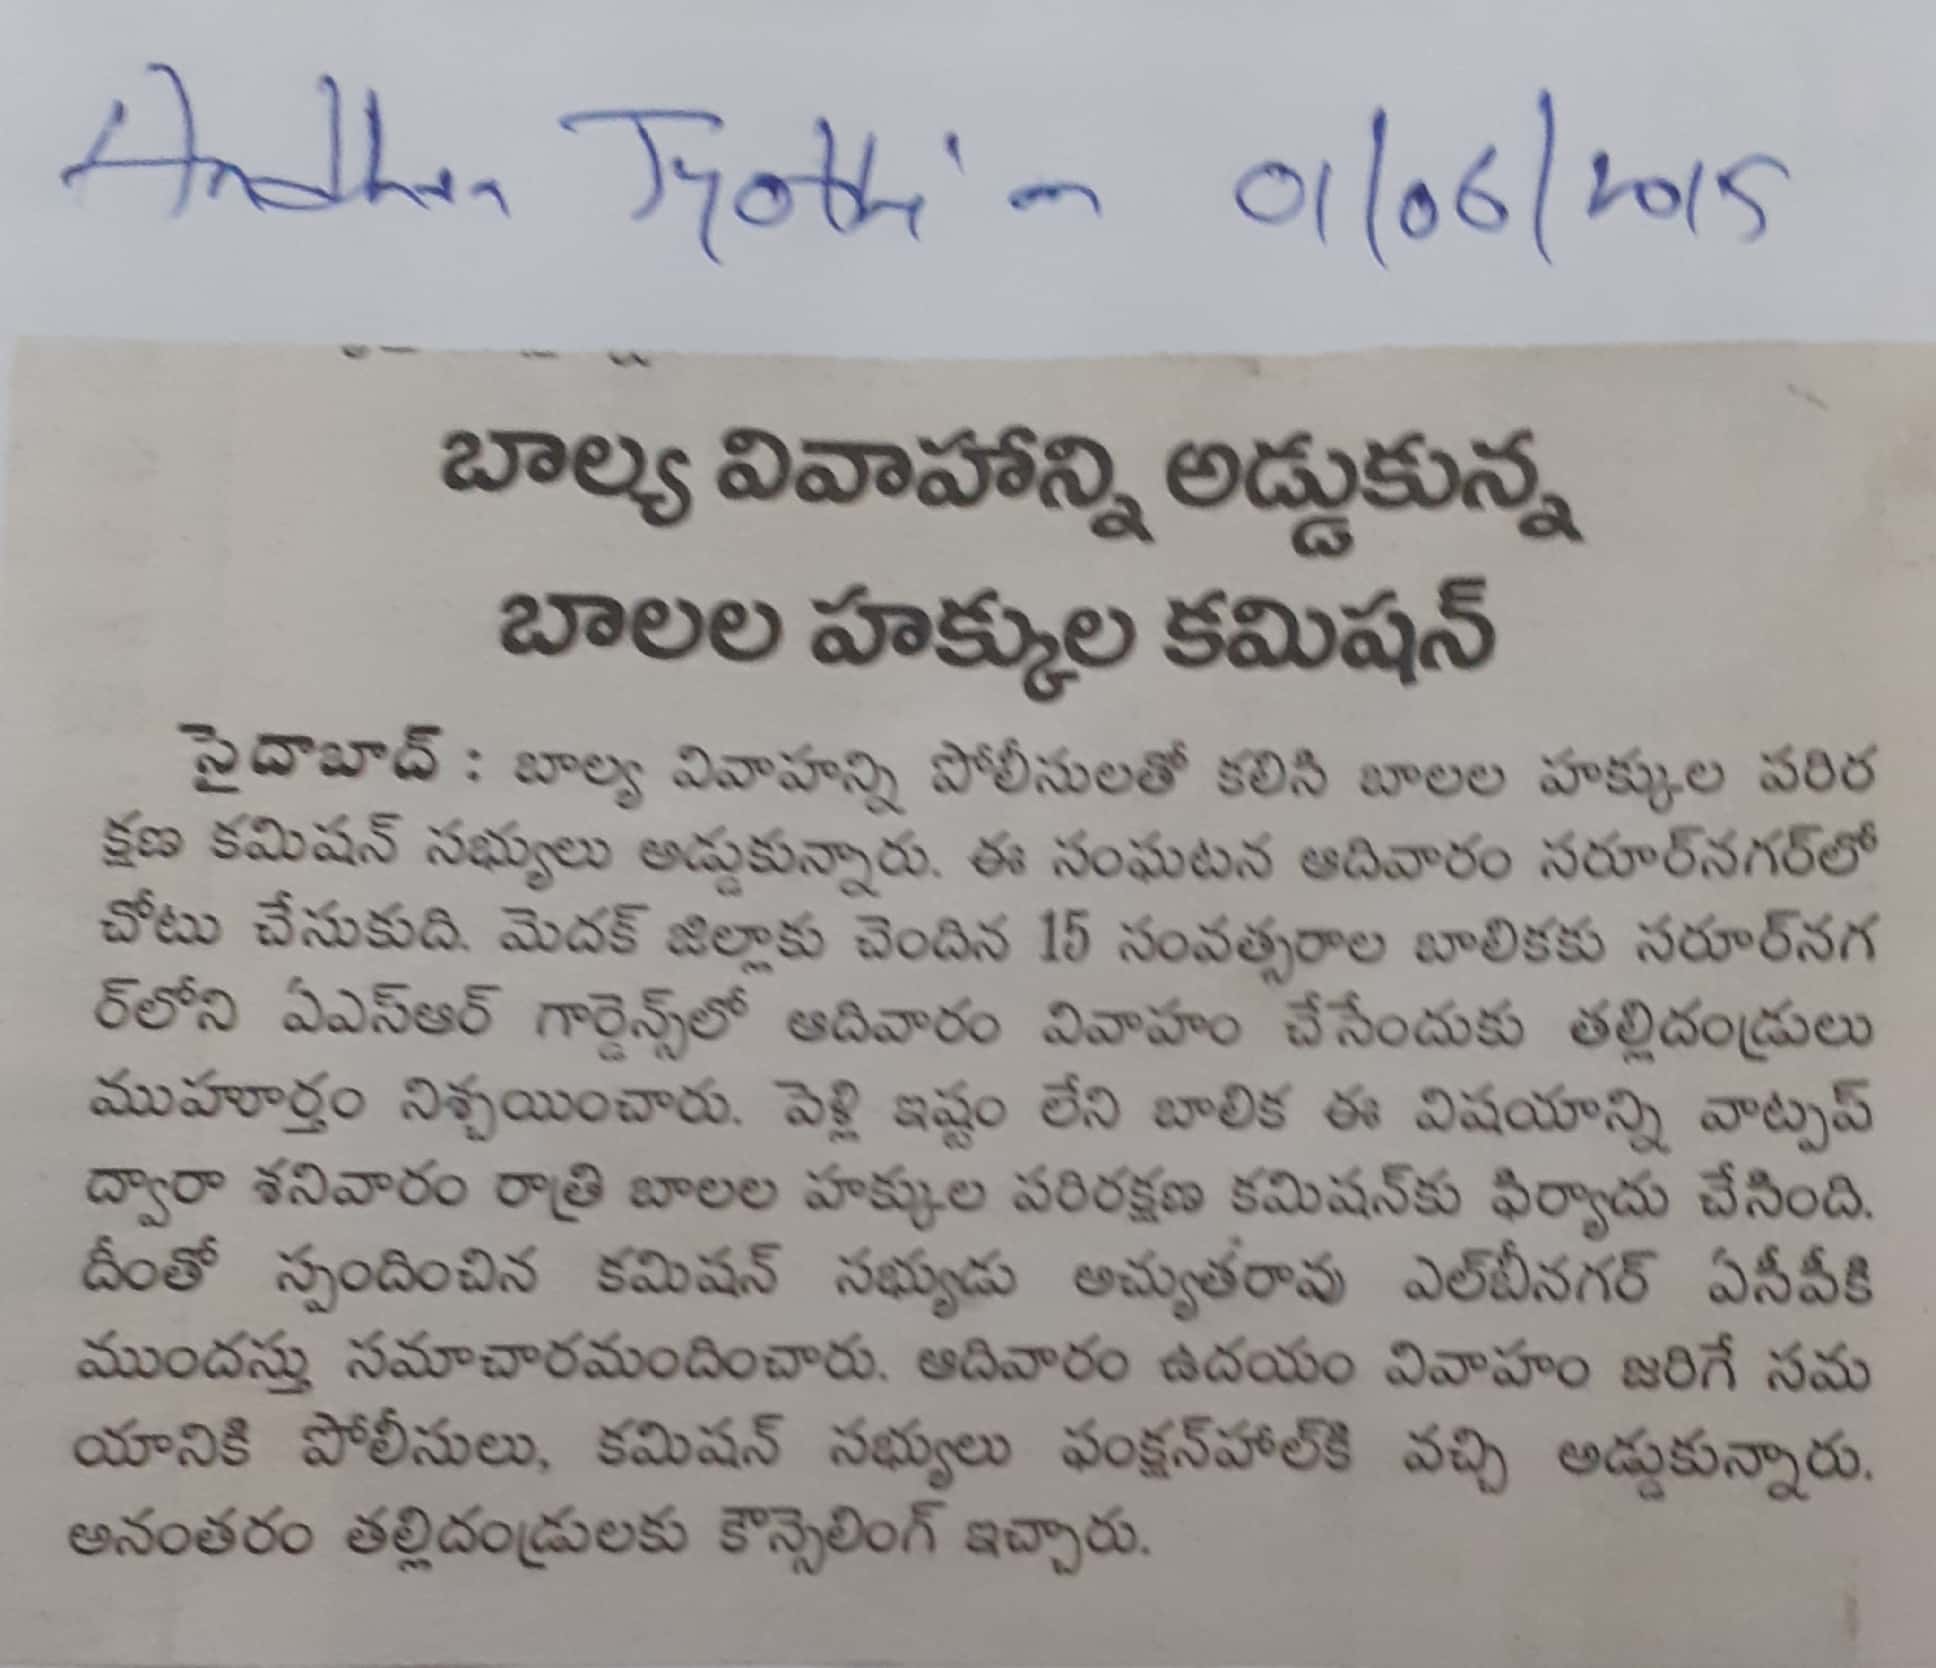 Andhra Jyothi - 01/06/2015
బాల్య వివాహాన్ని అడ్డుకున్న
బాలల హక్కుల కమిషన్
సైదాబాద్ : బాల్య వివాహన్ని పోలీసులతో కలిసి బాలల హక్కుల పరిర
క్షణ కమిషన్ సభ్యులు అడ్డుకున్నారు. ఈ సంఘటన ఆదివారం సరూర్‌నగర్‌లో
చోటు చేసుకుది. మెదక్ జిల్లాకు చెందిన 15 సంవత్సరాల బాలికకు సరూర్‌నగ
ర్‌లోని ఏఎస్ఆర్ గార్డెన్స్‌లో ఆదివారం వివాహం చేసేందుకు తల్లిదండ్రులు
ముహూర్తం నిశ్చయించారు. పెళ్లి ఇష్టం లేని బాలిక ఈ విషయాన్ని వాట్సప్
ద్వారా శనివారం రాత్రి బాలల హక్కుల పరిరక్షణ కమిషన్‌కు ఫిర్యాదు చేసింది.
దీంతో స్పందించిన కమిషన్ సభ్యుడు అచ్యుతరావు ఎల్‌బీనగర్ ఏసీపీకి
ముందస్తు సమాచారమందించారు. ఆదివారం ఉదయం వివాహం జరిగే సమ
యానికి పోలీసులు, కమిషన్ సభ్యులు ఫంక్షన్‌హాల్‌కి వచ్చి అడ్డుకున్నారు.
అనంతరం తల్లిదండ్రులకు కౌన్సెలింగ్ ఇచ్చారు.